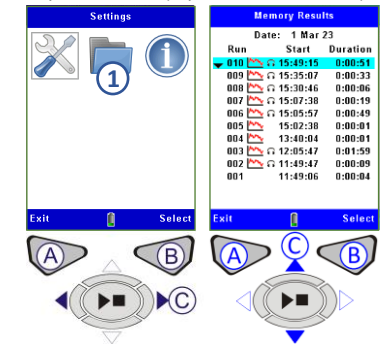 Settings
1
Exit Select
A B
C
Memory Results
Date: 1 Mar 23
Run Start Duration
010 15:49:15 0:00:51
009 15:35:07 0:00:33
008 15:30:46 0:00:06
007 15:07:38 0:00:19
006 15:05:57 0:00:49
005 15:02:38 0:00:01
004 13:40:04 0:00:01
003 12:05:47 0:01:59
002 11:49:47 0:00:09
001 11:49:06 0:00:04
Exit Select
A C B